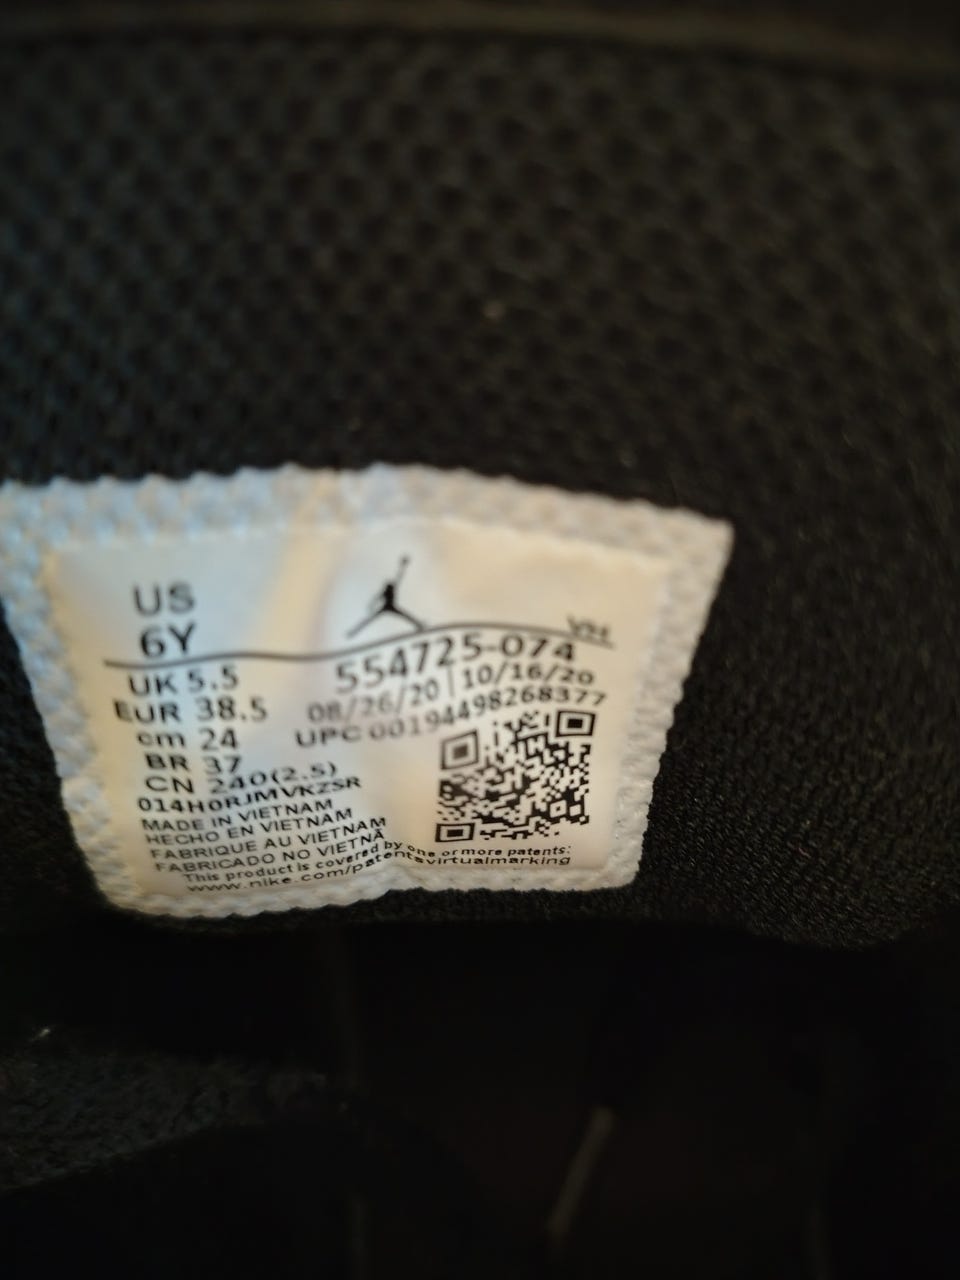 US
6Y
VH
UK 5.5
EUR 38.5
cm 24
BR 37
CN 240(2.5)
554725-074
08/26/20 | 10/16/20
UPC 00194498268377
014H0RJMVKZSR
MADE IN VIETNAM
HECHO EN VIETNAM
FABRIQUE AU VIETNAM
FABRICADO NO VIETNÃ
This product is covered by one or more patents:
www.nike.com/patentsvirtualmarking